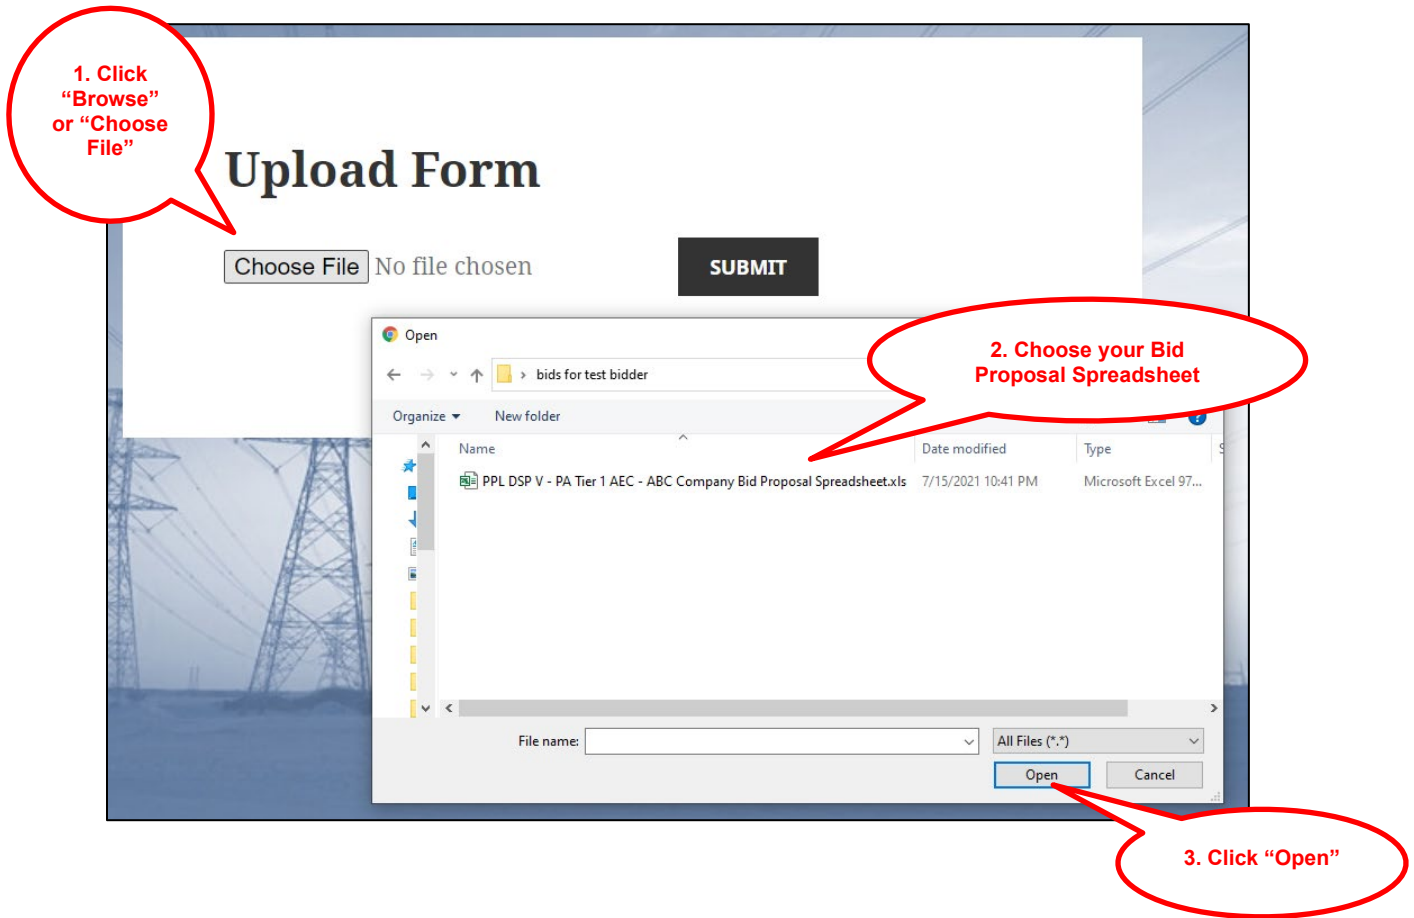 1. Click
“Browse”
or “Choose
File”
Upload Form
Choose File No file chosen
SUBMIT
Open
2. Choose your Bid
Proposal Spreadsheet
› bids for test bidder
Organize
New folder
Name
Date modified
Type
PPL DSP V - PA Tier 1 AEC - ABC Company Bid Proposal Spreadsheet.xls
7/15/2021 10:41 PM
Microsoft Excel 97...
File name:
All Files (*.*)
Open
Cancel
3. Click “Open”